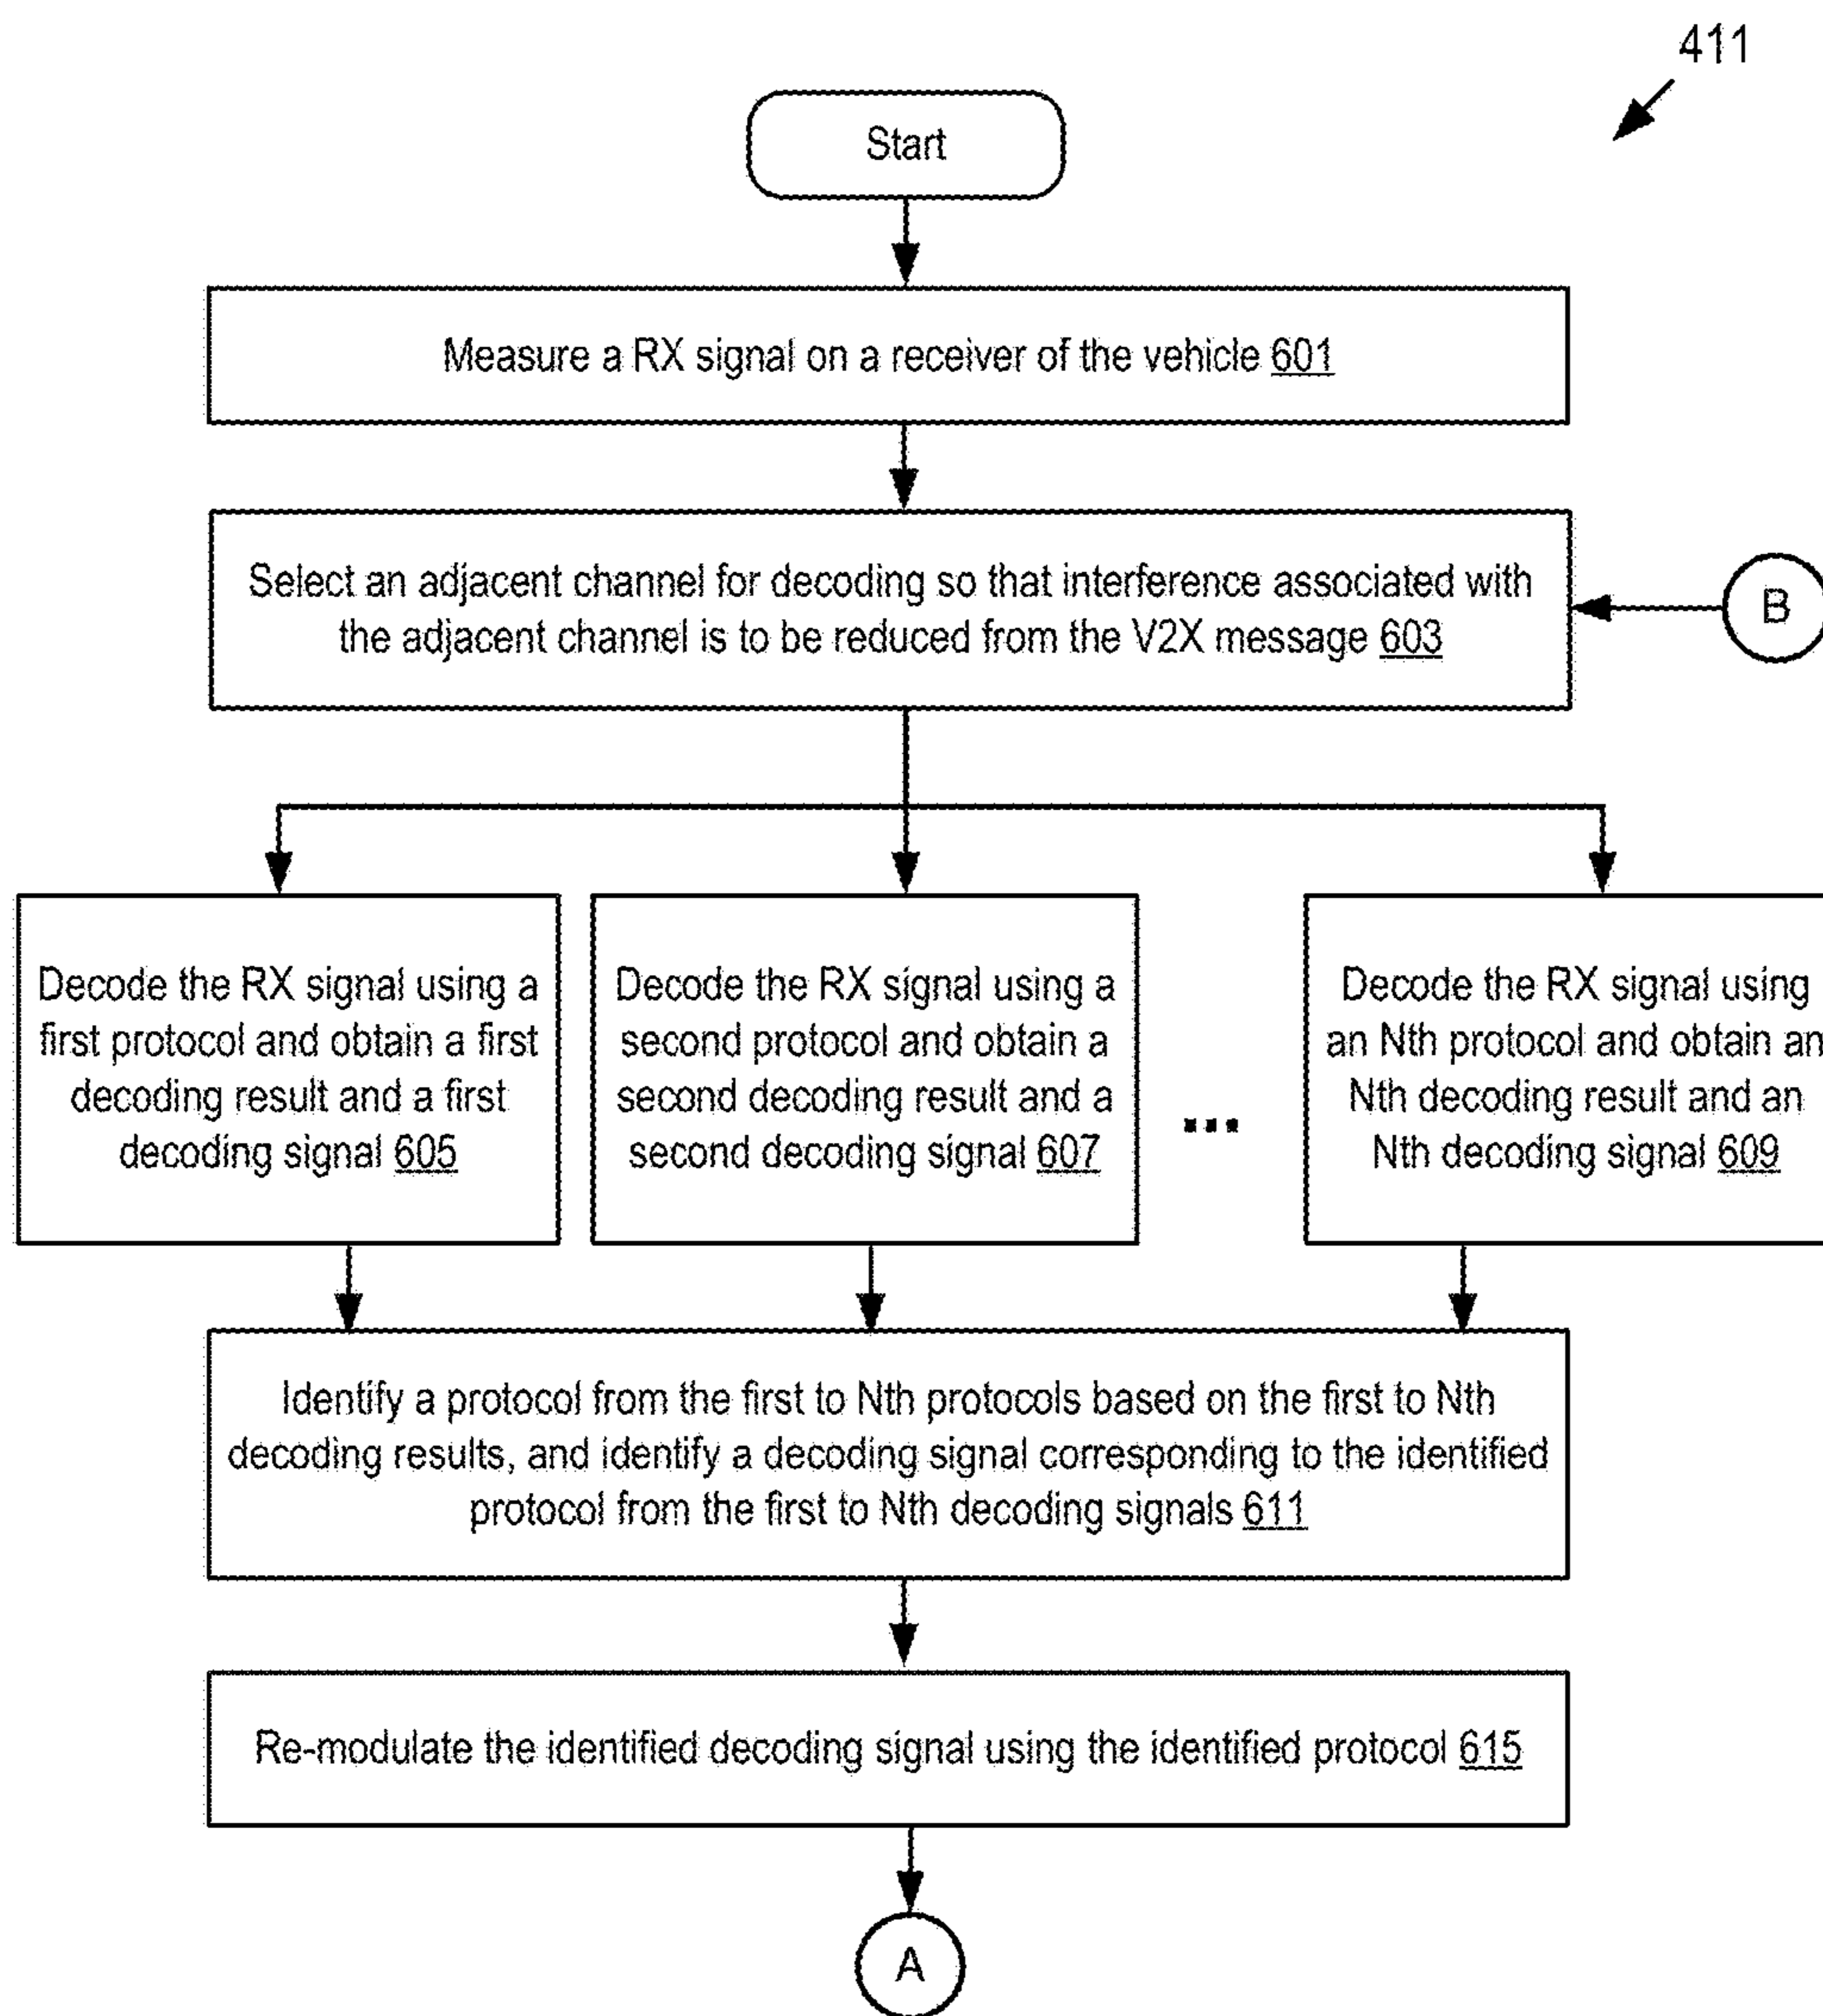 411
Start
Measure a RX signal on a receiver of the vehicle 601
Select an adjacent channel for decoding so that interference associated with
the adjacent channel is to be reduced from the V2X message 603
B
Decode the RX signal using a
first protocol and obtain a first
decoding result and a first
decoding signal 605
Decode the RX signal using a
second protocol and obtain a
second decoding result and a
second decoding signal 607
...
Decode the RX signal using
an Nth protocol and obtain an
Nth decoding result and an
Nth decoding signal 609
Identify a protocol from the first to Nth protocols based on the first to Nth
decoding results, and identify a decoding signal corresponding to the identified
protocol from the first to Nth decoding signals 611
Re-modulate the identified decoding signal using the identified protocol 615
A